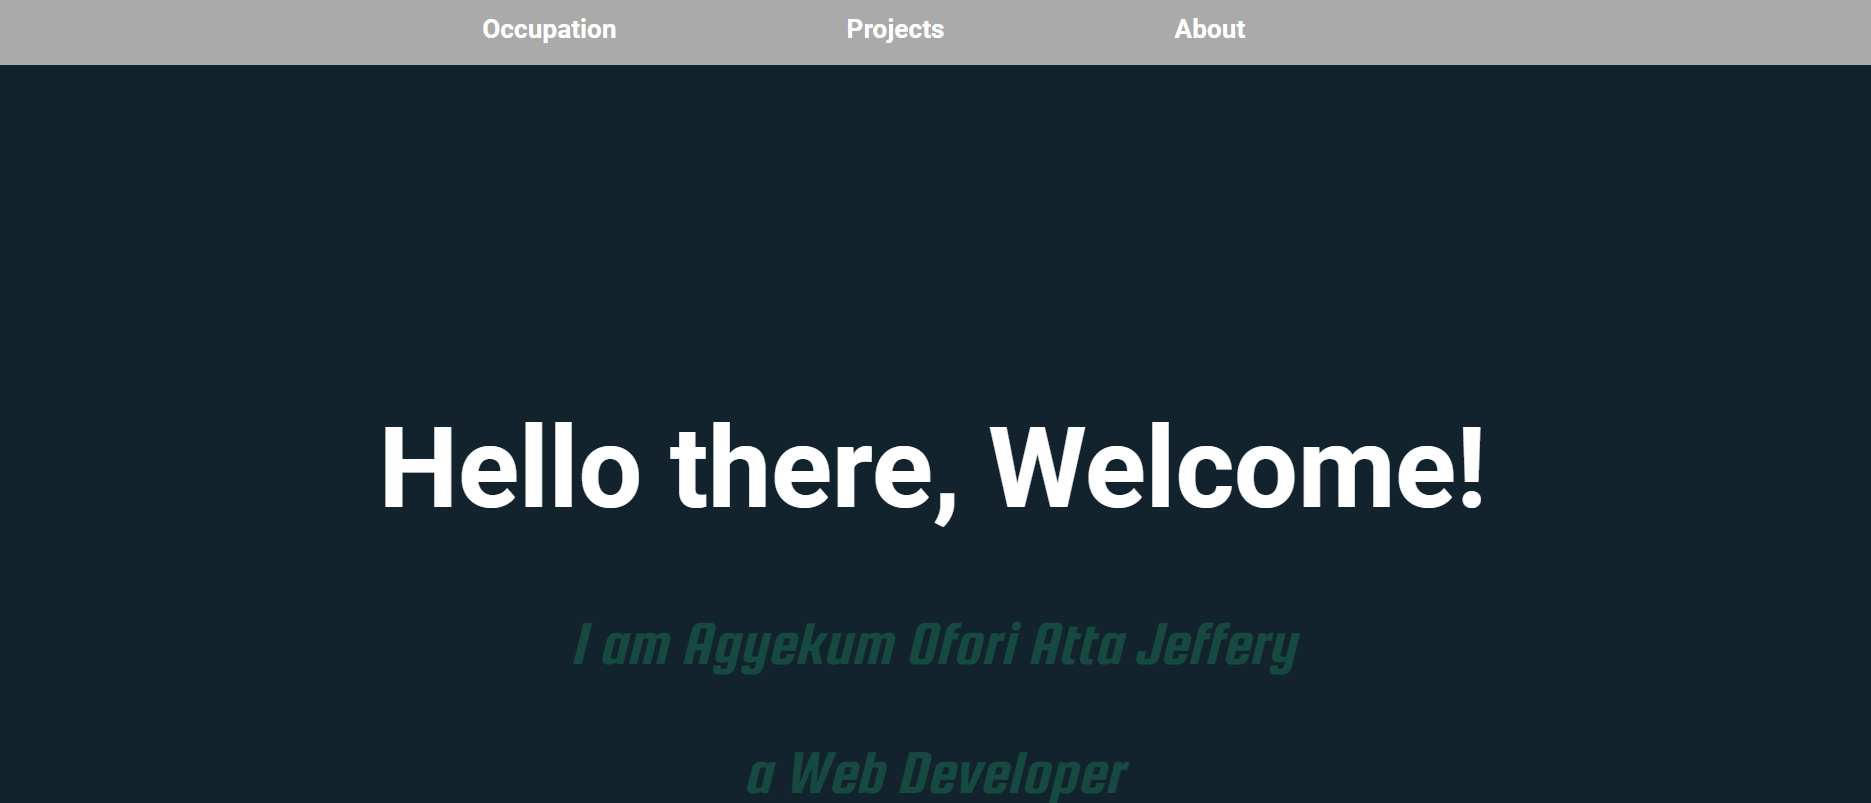 Occupation Projects About
Hello there, Welcome!
I am Agyekum Ofori Atta Jeffery
a Web Developer